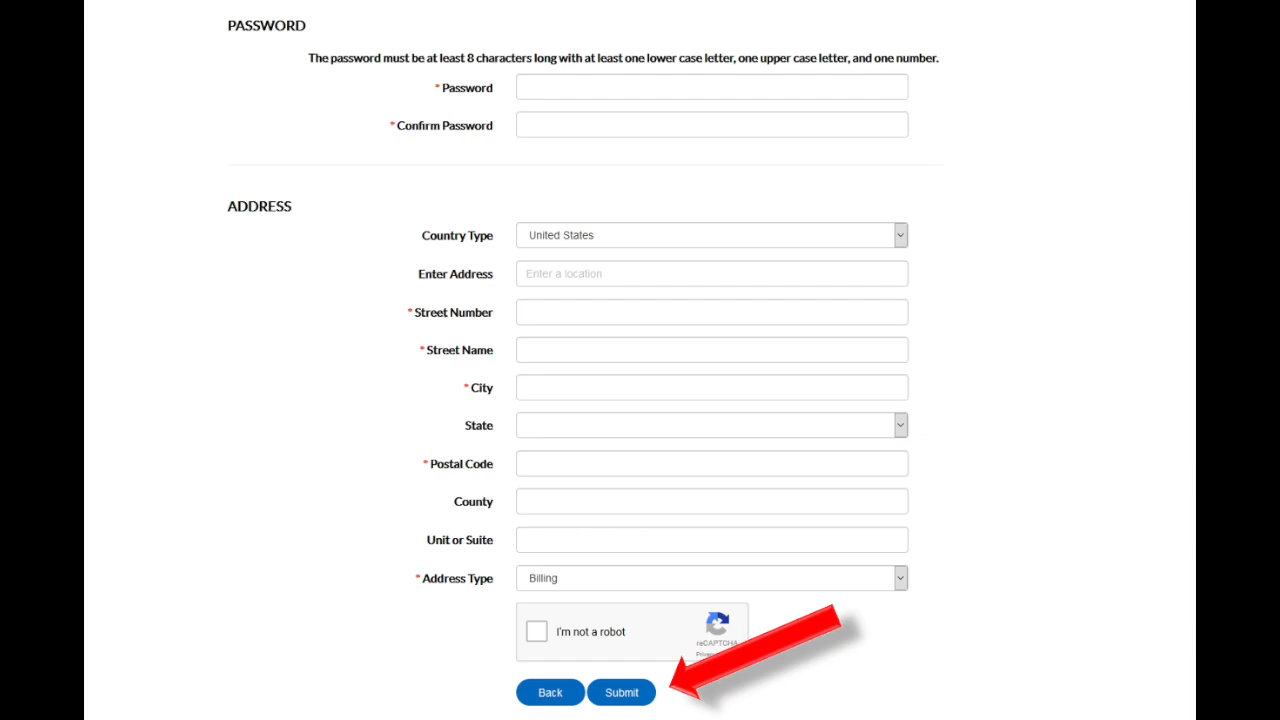 PASSWORD
The password must be at least 8 characters long with at least one lower case letter, one upper case letter, and one number.
* Password
* Confirm Password
ADDRESS
Country Type United States
Enter Address Enter a location
* Street Number
* Street Name
* City
State
* Postal Code
County
Unit or Suite
* Address Type Billing
I'm not a robot
reCAPTCHA
Back Submit